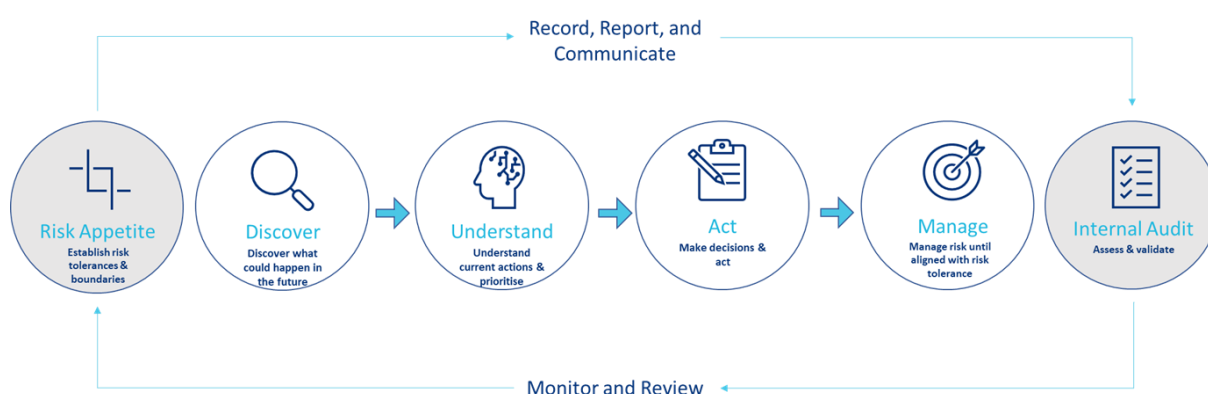 Record, Report, and
Communicate
Risk Appetite
Establish risk
tolerances &
boundaries
Discover
Discover what
could happen in
the future
Understand
Understand
current actions &
prioritise
Act
Make decisions &
act
Manage
Manage risk until
aligned with risk
tolerance
Internal Audit
Assess & validate
Monitor and Review